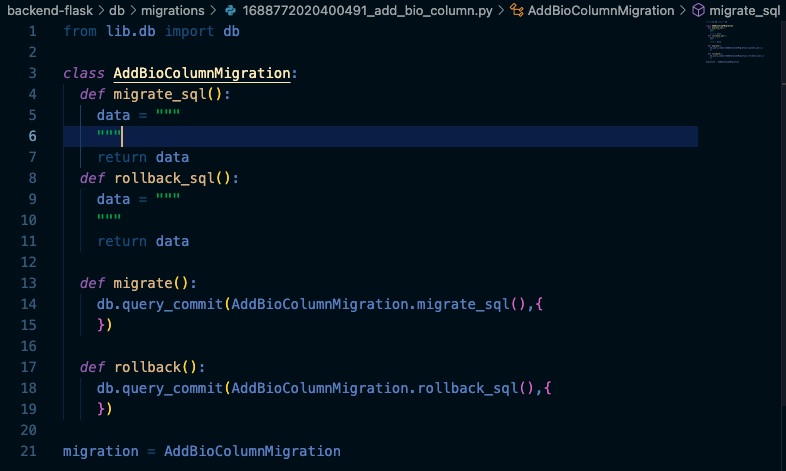 backend-flask > db > migrations > 1688772020400491_add_bio_column.py > AddBioColumnMigration > migrate_sql
1 from lib.db import db
2
3 class AddBioColumnMigration:
4 def migrate_sql():
5 data = """
6 """
7 return data
8 def rollback_sql():
9 data = """
10 """
11 return data
12
13 def migrate():
14 db.query_commit(AddBioColumnMigration.migrate_sql(),{
15 })
16
17 def rollback():
18 db.query_commit(AddBioColumnMigration.rollback_sql(),{
19 })
20
21 migration = AddBioColumnMigration